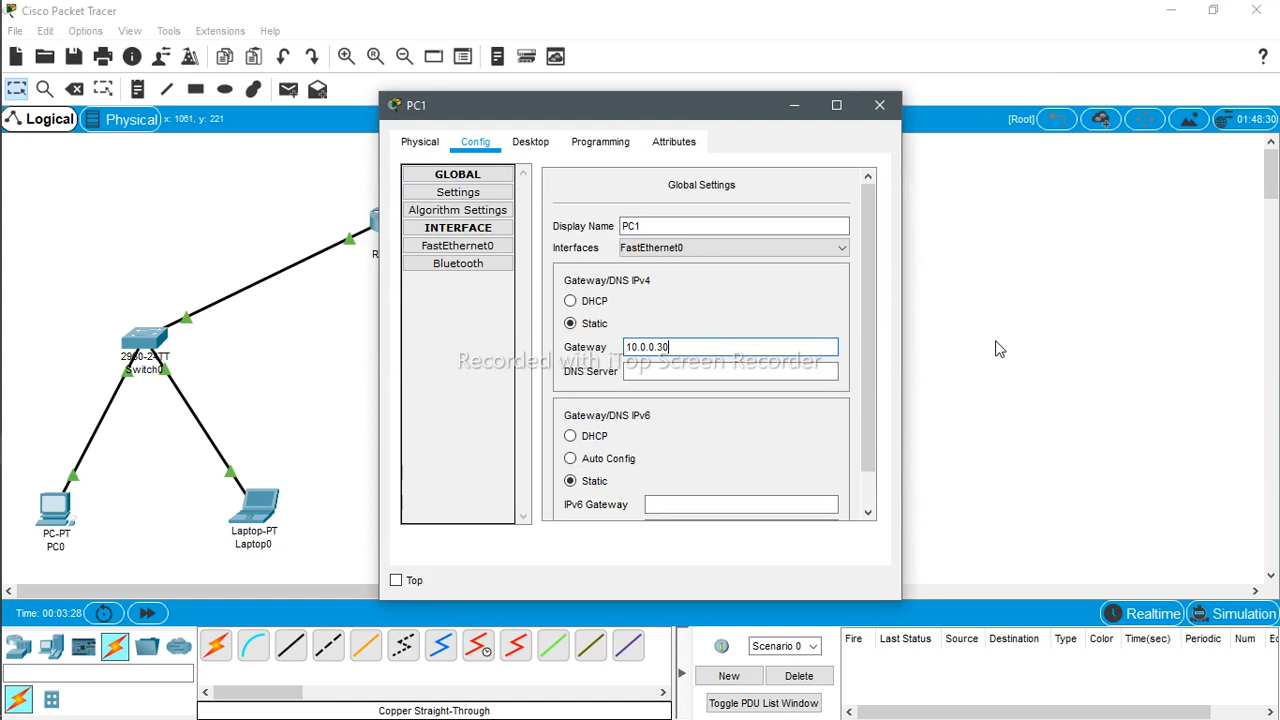 Cisco Packet Tracer
File Edit Options View Tools Extensions Help
Logical Physical x: 1061, y: 221 [Root] 01:48:30
PC1
Physical Config Desktop Programming Attributes
GLOBAL
Settings
Algorithm Settings
INTERFACE
FastEthernet0
Bluetooth
Global Settings
Display Name PC1
Interfaces FastEthernet0
Gateway/DNS IPv4
DHCP
Static
Gateway 10.0.0.30
DNS Server
Gateway/DNS IPv6
DHCP
Auto Config
Static
IPv6 Gateway
Top
Recorded with iTop Screen Recorder
R
2960-24TT
Switch0
PC-PT
PC0
Laptop-PT
Laptop0
Time: 00:03:28 Realtime Simulation
Scenario 0
New Delete
Toggle PDU List Window
Fire Last Status Source Destination Type Color Time(sec) Periodic Num
Copper Straight-Through